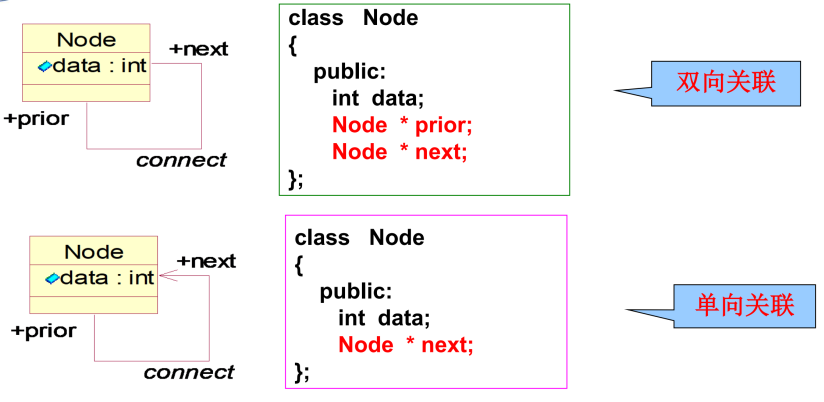 Node
data : int
+next
+prior
connect
class Node
{
public:
int data;
Node * prior;
Node * next;
};
双向关联
Node
data : int
+next
+prior
connect
class Node
{
public:
int data;
Node * next;
};
单向关联